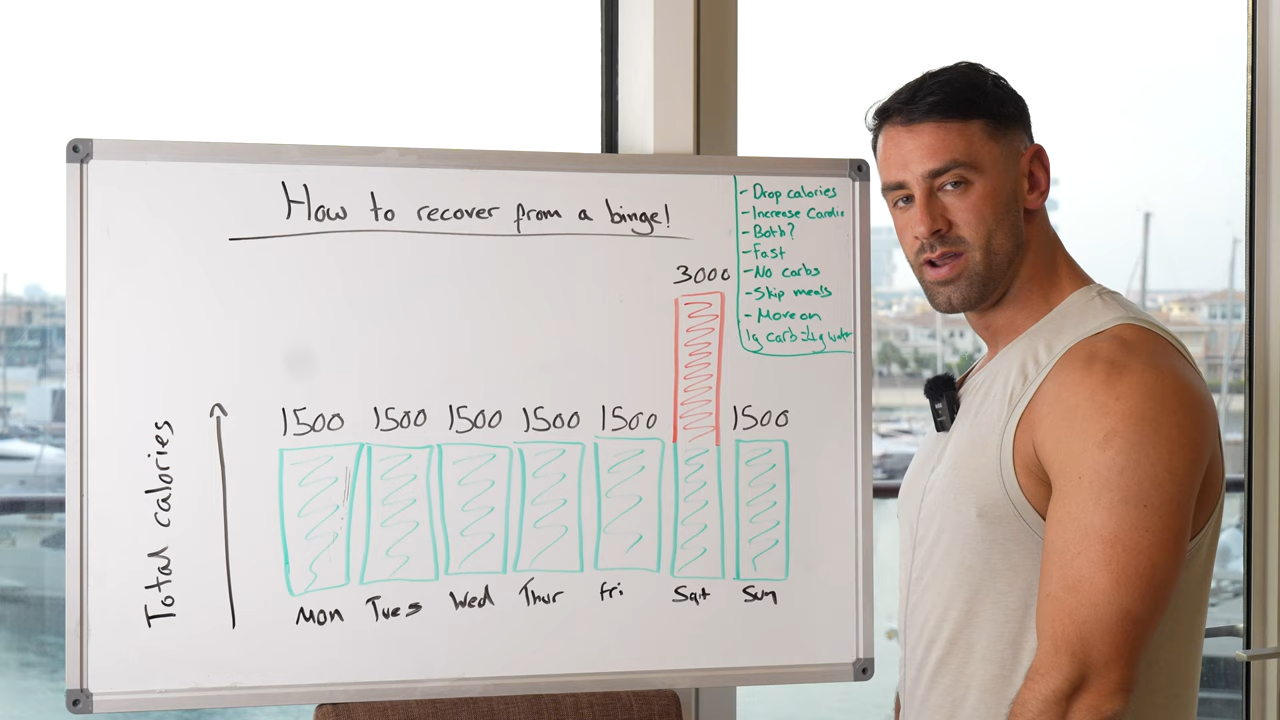 How to recover from a binge!
- Drop calories
- Increase Cardio
- Both?
- Fast
- No carbs
- Skip meals
- Move on
1g carb=4g water
3000
1500 1500 1500 1500 1500 1500
Total calories
Mon Tues Wed Thur Fri Sat Sun